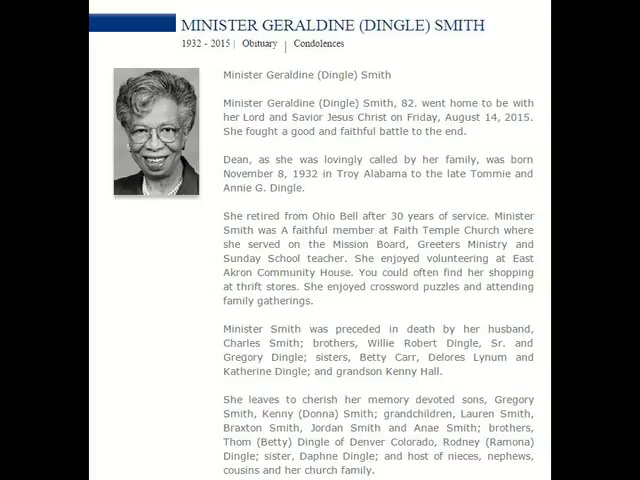 MINISTER GERALDINE (DINGLE) SMITH
1932 - 2015 | Obituary | Condolences
Minister Geraldine (Dingle) Smith
Minister Geraldine (Dingle) Smith, 82. went home to be with
her Lord and Savior Jesus Christ on Friday, August 14, 2015.
She fought a good and faithful battle to the end.
Dean, as she was lovingly called by her family, was born
November 8, 1932 in Troy Alabama to the late Tommie and
Annie G. Dingle.
She retired from Ohio Bell after 30 years of service. Minister
Smith was A faithful member at Faith Temple Church where
she served on the Mission Board, Greeters Ministry and
Sunday School teacher. She enjoyed volunteering at East
Akron Community House. You could often find her shopping
at thrift stores. She enjoyed crossword puzzles and attending
family gatherings.
Minister Smith was preceded in death by her husband,
Charles Smith; brothers, Willie Robert Dingle, Sr. and
Gregory Dingle; sisters, Betty Carr, Delores Lynum and
Katherine Dingle; and grandson Kenny Hall.
She leaves to cherish her memory devoted sons, Gregory
Smith, Kenny (Donna) Smith; grandchildren, Lauren Smith,
Braxton Smith, Jordan Smith and Anae Smith; brothers,
Thom (Betty) Dingle of Denver Colorado, Rodney (Ramona)
Dingle; sister, Daphne Dingle; and host of nieces, nephews,
cousins and her church family.